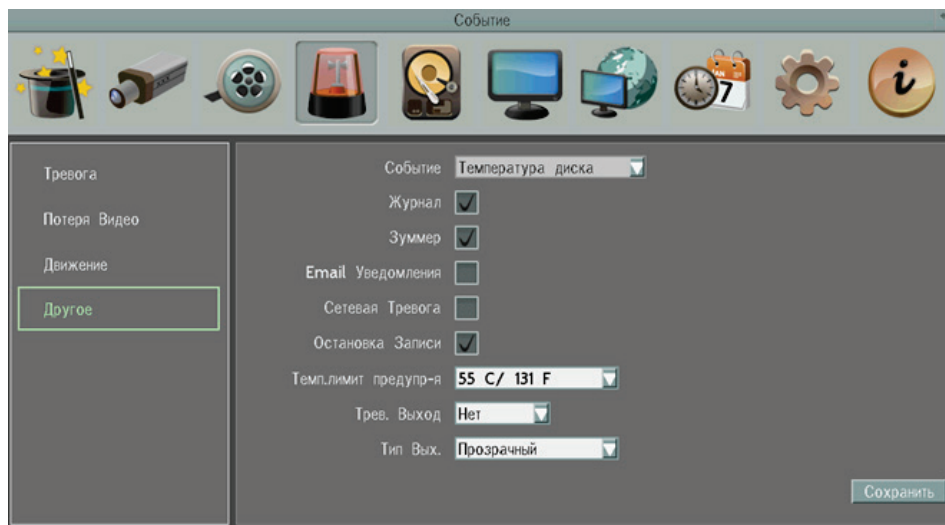 Событие
7
i
Тревога
Потеря Видео
Движение
Другое
Событие Температура диска
Журнал
Зуммер
Email Уведомления
Сетевая Тревога
Остановка Записи
Темп.лимит предупр-я 55 C/ 131 F
Трев. Выход Нет
Тип Вых. Прозрачный
Сохранить